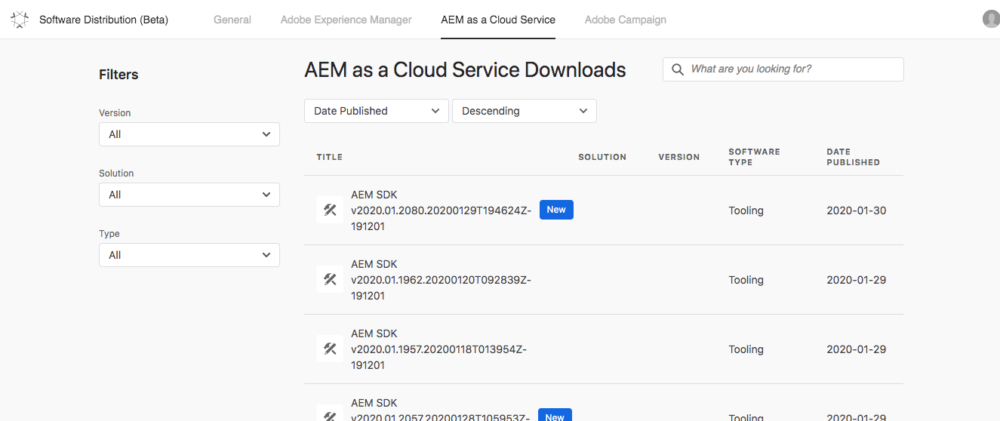 Software Distribution (Beta)
General
Adobe Experience Manager
AEM as a Cloud Service
Adobe Campaign
Filters
Version
All
Solution
All
Type
All
AEM as a Cloud Service Downloads
What are you looking for?
Date Published
Descending
TITLE
SOLUTION
VERSION
SOFTWARE
TYPE
DATE
PUBLISHED
AEM SDK
v2020.01.2080.20200129T194624Z-
191201
New
Tooling
2020-01-30
AEM SDK
v2020.01.1962.20200120T092839Z-
191201
Tooling
2020-01-29
AEM SDK
v2020.01.1957.20200118T013954Z-
191201
Tooling
2020-01-29
AEM SDK
v2020.01.2057.20200128T105953Z-
New
Tooling
2020-01-29